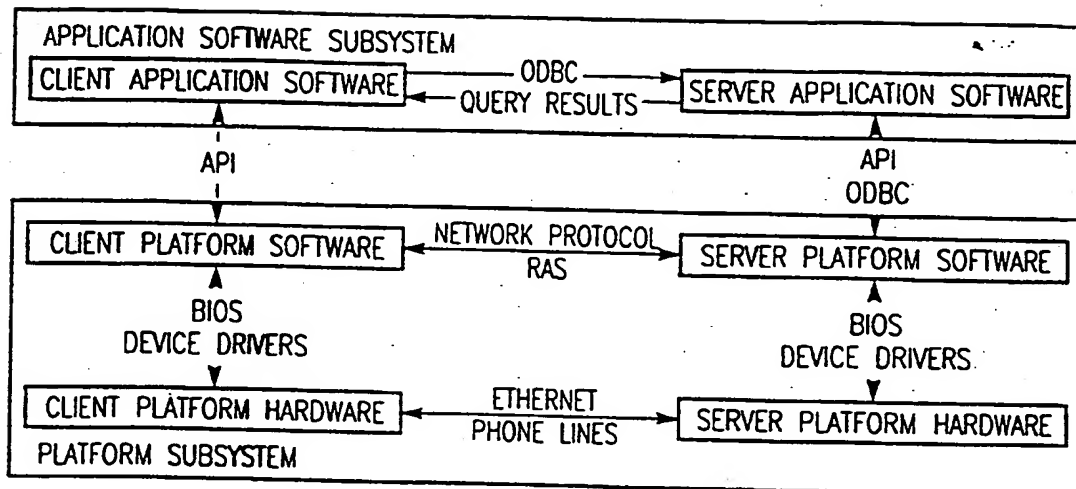 APPLICATION SOFTWARE SUBSYSTEM
CLIENT APPLICATION SOFTWARE
ODBC
QUERY RESULTS
SERVER APPLICATION SOFTWARE
API
API
ODBC
CLIENT PLATFORM SOFTWARE
NETWORK PROTOCOL
RAS
SERVER PLATFORM SOFTWARE
BIOS
DEVICE DRIVERS
BIOS
DEVICE DRIVERS
CLIENT PLATFORM HARDWARE
ETHERNET
PHONE LINES
SERVER PLATFORM HARDWARE
PLATFORM SUBSYSTEM